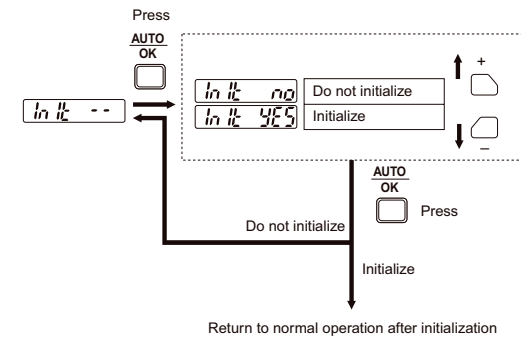 Press
AUTO
OK
Init --
Init no
Do not initialize
Init YES
Initialize
+
−
AUTO
OK
Press
Do not initialize
Initialize
Return to normal operation after initialization